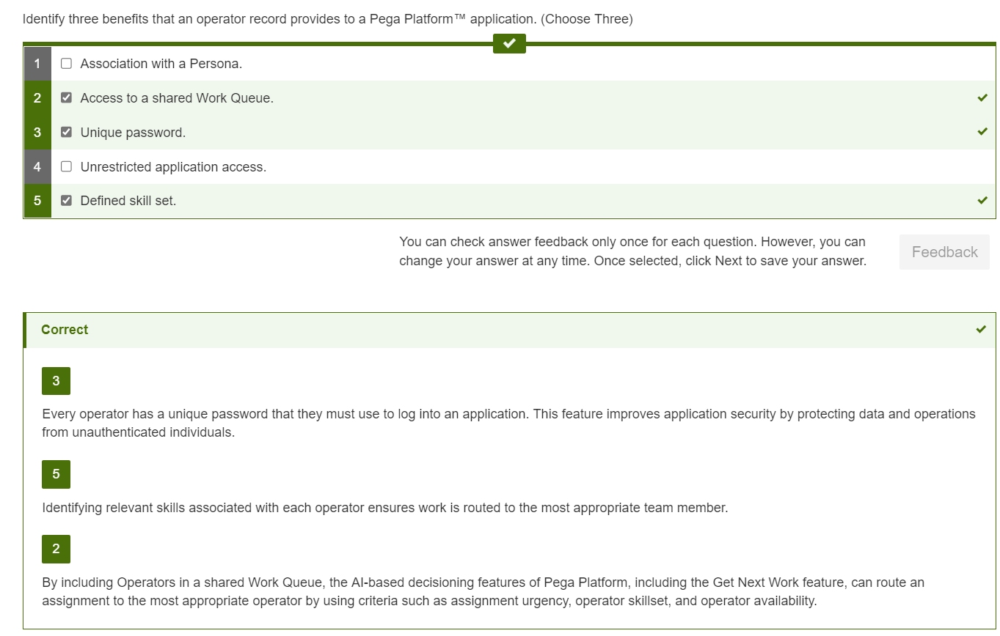 Identify three benefits that an operator record provides to a Pega Platform™ application. (Choose Three)
1 Association with a Persona.
2 Access to a shared Work Queue.
3 Unique password.
4 Unrestricted application access.
5 Defined skill set.
You can check answer feedback only once for each question. However, you can
change your answer at any time. Once selected, click Next to save your answer.
Feedback
Correct
3
Every operator has a unique password that they must use to log into an application. This feature improves application security by protecting data and operations
from unauthenticated individuals.
5
Identifying relevant skills associated with each operator ensures work is routed to the most appropriate team member.
2
By including Operators in a shared Work Queue, the AI-based decisioning features of Pega Platform, including the Get Next Work feature, can route an
assignment to the most appropriate operator by using criteria such as assignment urgency, operator skillset, and operator availability.